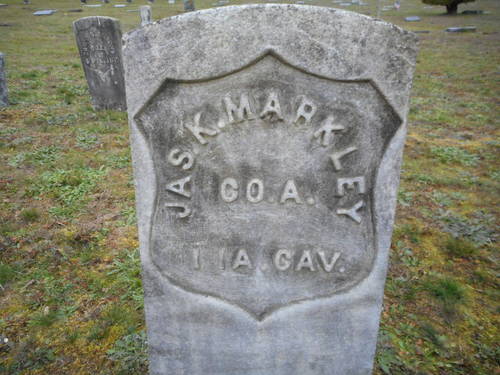 JAS K. MARKLEY
CO. A.
1 IA. CAV.